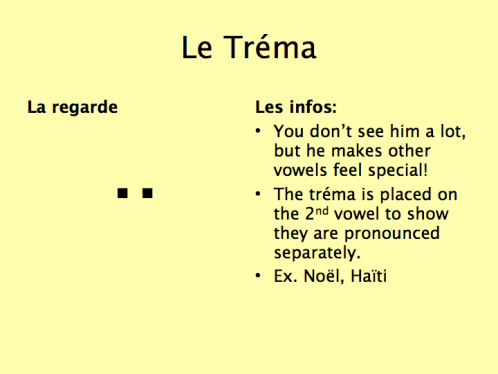 Le Tréma
La regarde
¨
Les infos:
• You don't see him a lot,
but he makes other
vowels feel special!
• The tréma is placed on
the 2nd vowel to show
they are pronounced
separately.
• Ex. Noël, Haïti